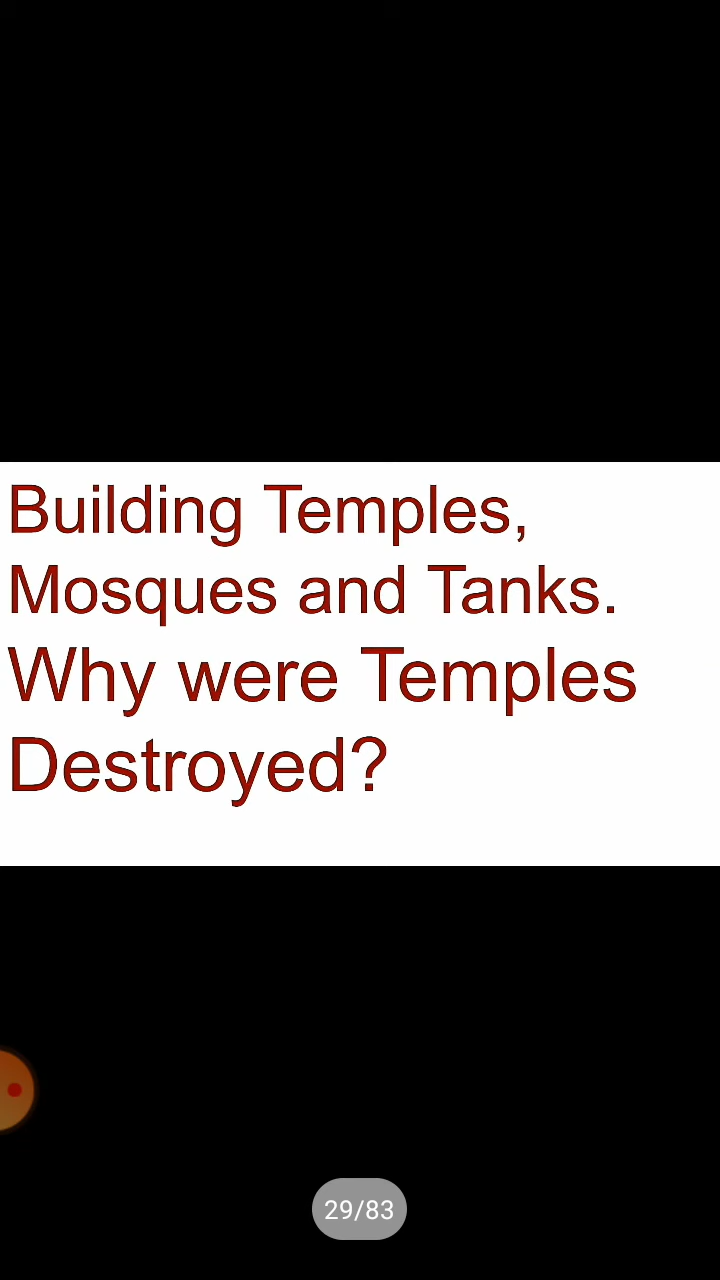 Building Temples,
Mosques and Tanks.
Why were Temples
Destroyed?
29/83